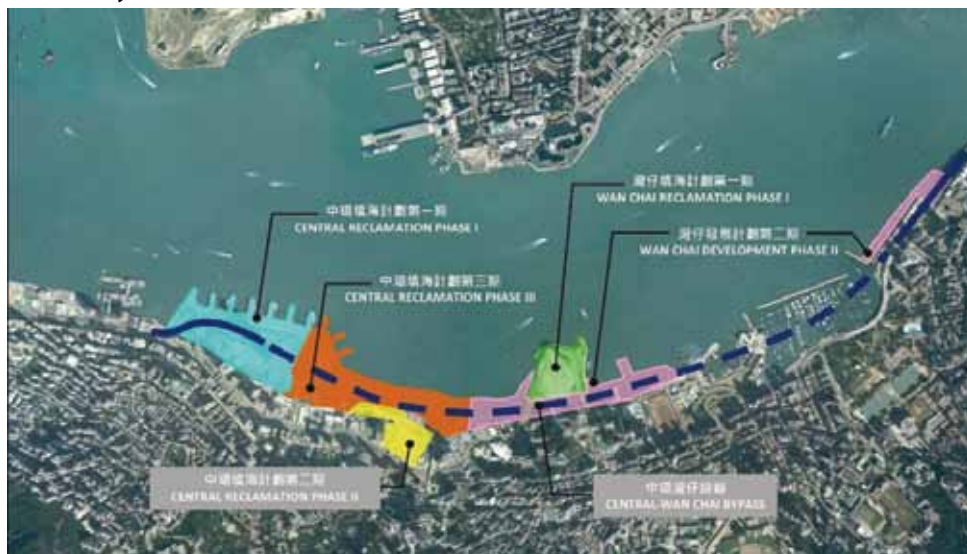 灣仔填海計劃第一期
WAN CHAI RECLAMATION PHASE I
中環填海計劃第一期
CENTRAL RECLAMATION PHASE I
灣仔發展計劃第二期
WAN CHAI DEVELOPMENT PHASE II
中環填海計劃第三期
CENTRAL RECLAMATION PHASE III
中環填海計劃第二期
CENTRAL RECLAMATION PHASE II
中環灣仔繞綫
CENTRAL-WAN CHAI BYPASS